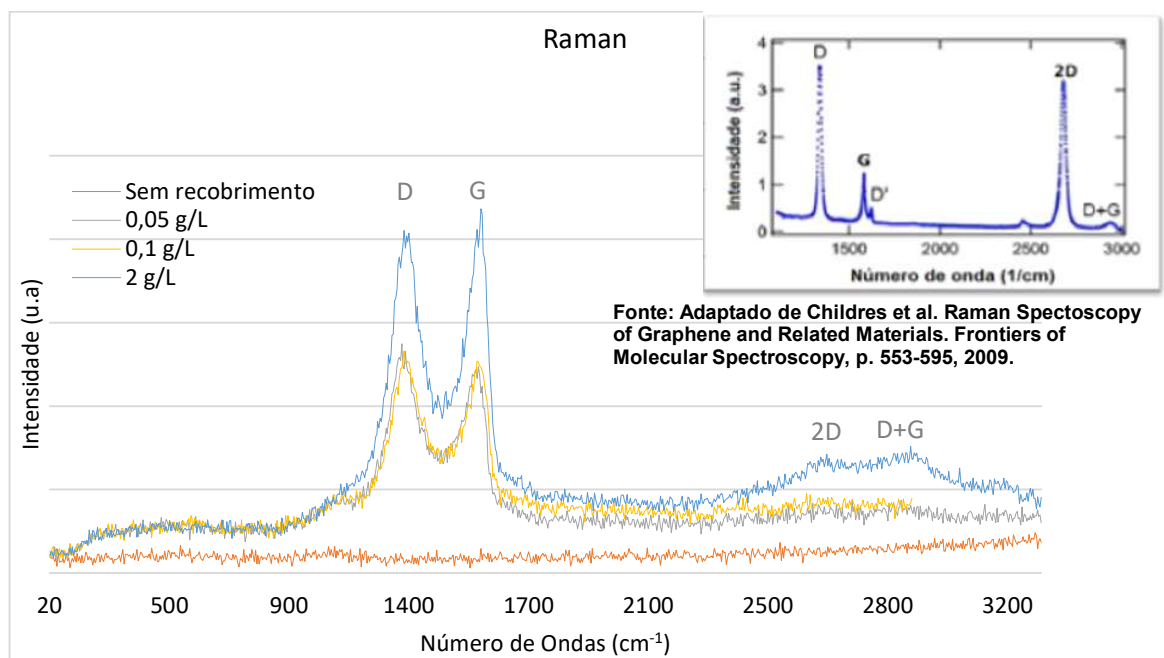 Raman
Intensidade (u.a)
Sem recobrimento
0,05 g/L
0,1 g/L
2 g/L
D
G
2D
D+G
20 500 900 1400 1700 2100 2500 2800 3200
Número de Ondas (cm⁻¹)
Intensidade (a.u.)
4
3
2
1
0
D
G
D'
2D
D+G
1500 2000 2500 3000
Número de onda (1/cm)
Fonte: Adaptado de Childres et al. Raman Spectoscopy
of Graphene and Related Materials. Frontiers of
Molecular Spectroscopy, p. 553-595, 2009.